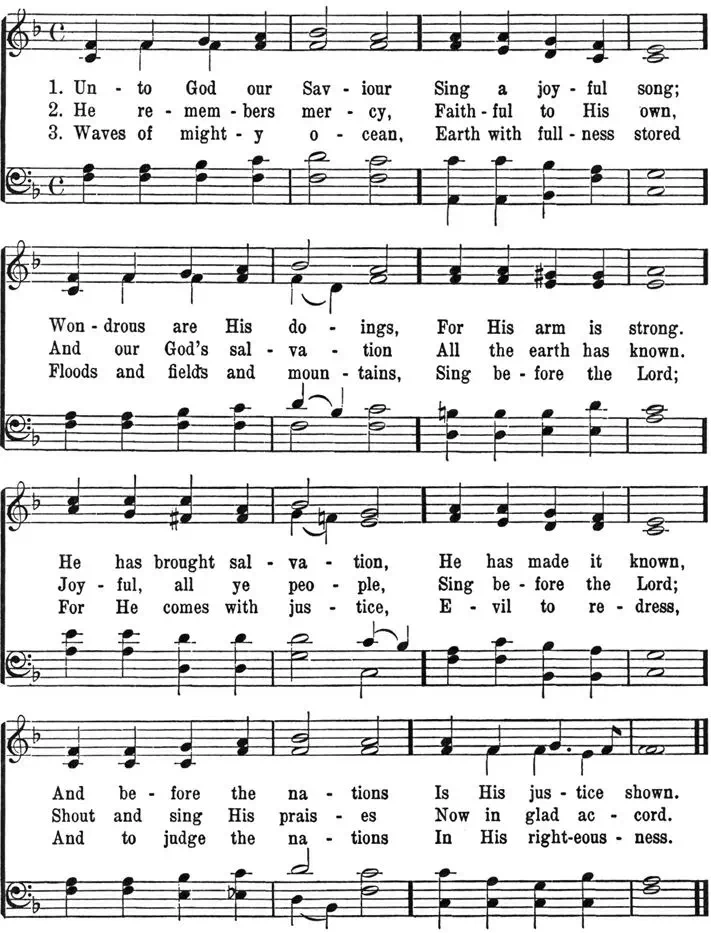 1. Un - to God our Sav - iour Sing a joy - ful song;
2. He re - mem - bers mer - cy, Faith - ful to His own,
3. Waves of might - y o - cean, Earth with full - ness stored
Won - drous are His do - ings, For His arm is strong.
And our God's sal - va - tion All the earth has known.
Floods and fields and moun - tains, Sing be - fore the Lord;
He has brought sal - va - tion, He has made it known,
Joy - ful, all ye peo - ple, Sing be - fore the Lord;
For He comes with jus - tice, E - vil to re - dress,
And be - fore the na - tions Is His jus - tice shown.
Shout and sing His prais - es Now in glad ac - cord.
And to judge the na - tions In His right-eous - ness.